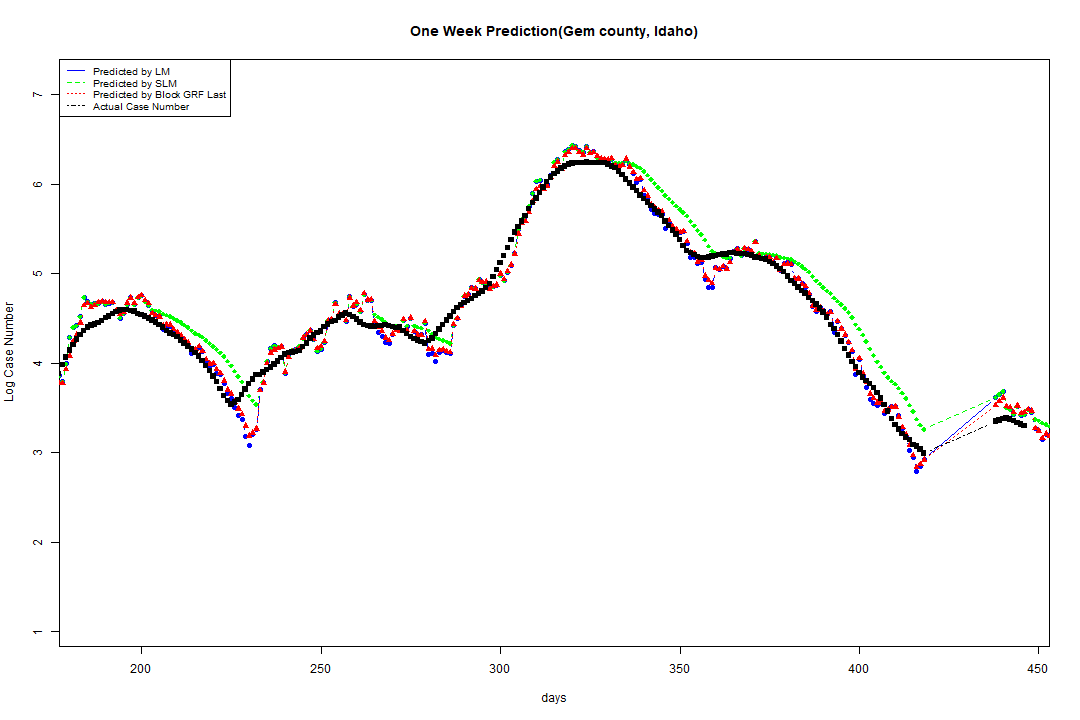 One Week Prediction(Gem county, Idaho)
Predicted by LM
Predicted by SLM
Predicted by Block GRF Last
Actual Case Number
7
6
5
4
3
2
1
Log Case Number
200 250 300 350 400 450
days